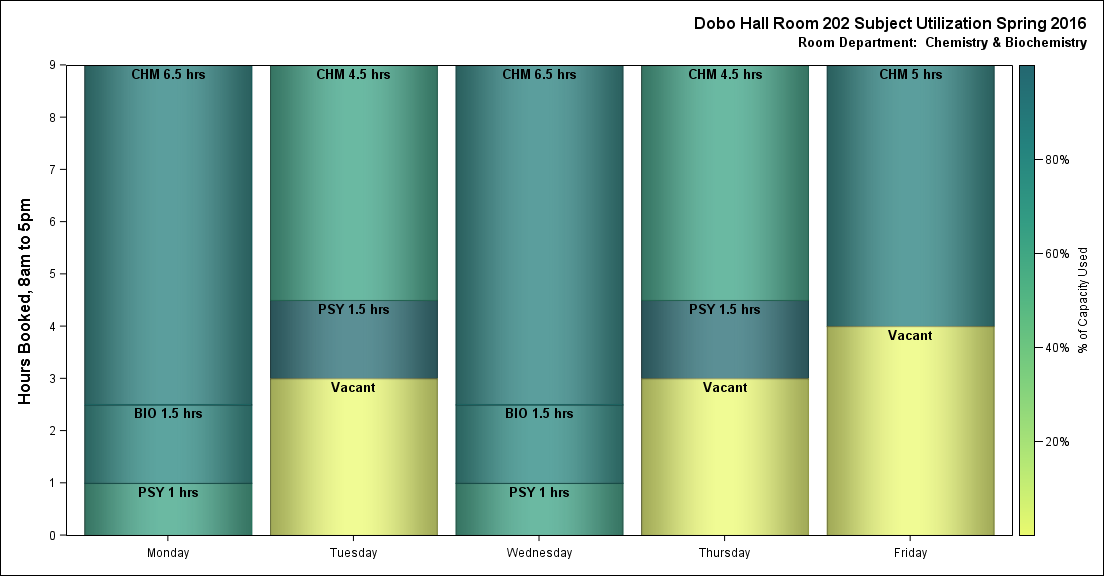 Dobo Hall Room 202 Subject Utilization Spring 2016
Room Department:  Chemistry & Biochemistry
Hours Booked, 8am to 5pm
9
8
7
6
5
4
3
2
1
0
CHM 6.5 hrs
BIO 1.5 hrs
PSY 1 hrs
CHM 4.5 hrs
PSY 1.5 hrs
Vacant
CHM 6.5 hrs
BIO 1.5 hrs
PSY 1 hrs
CHM 4.5 hrs
PSY 1.5 hrs
Vacant
CHM 5 hrs
Vacant
Monday
Tuesday
Wednesday
Thursday
Friday
80%
60%
40%
20%
% of Capacity Used